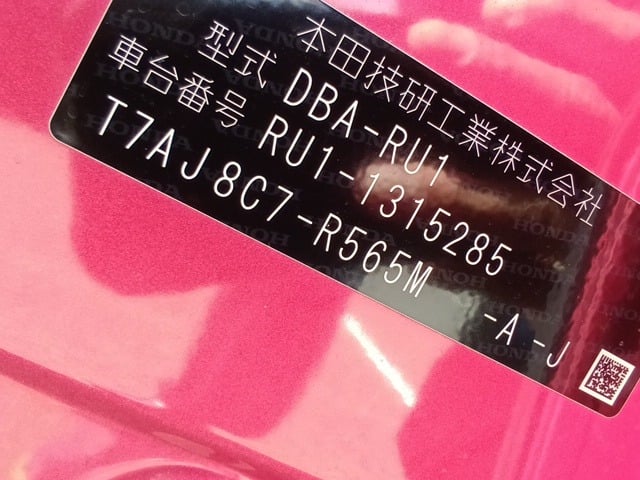 本田技研工業株式会社
型式 DBA-RU1
車台番号 RU1-1315285
T7AJ8C7-R565M -A-J